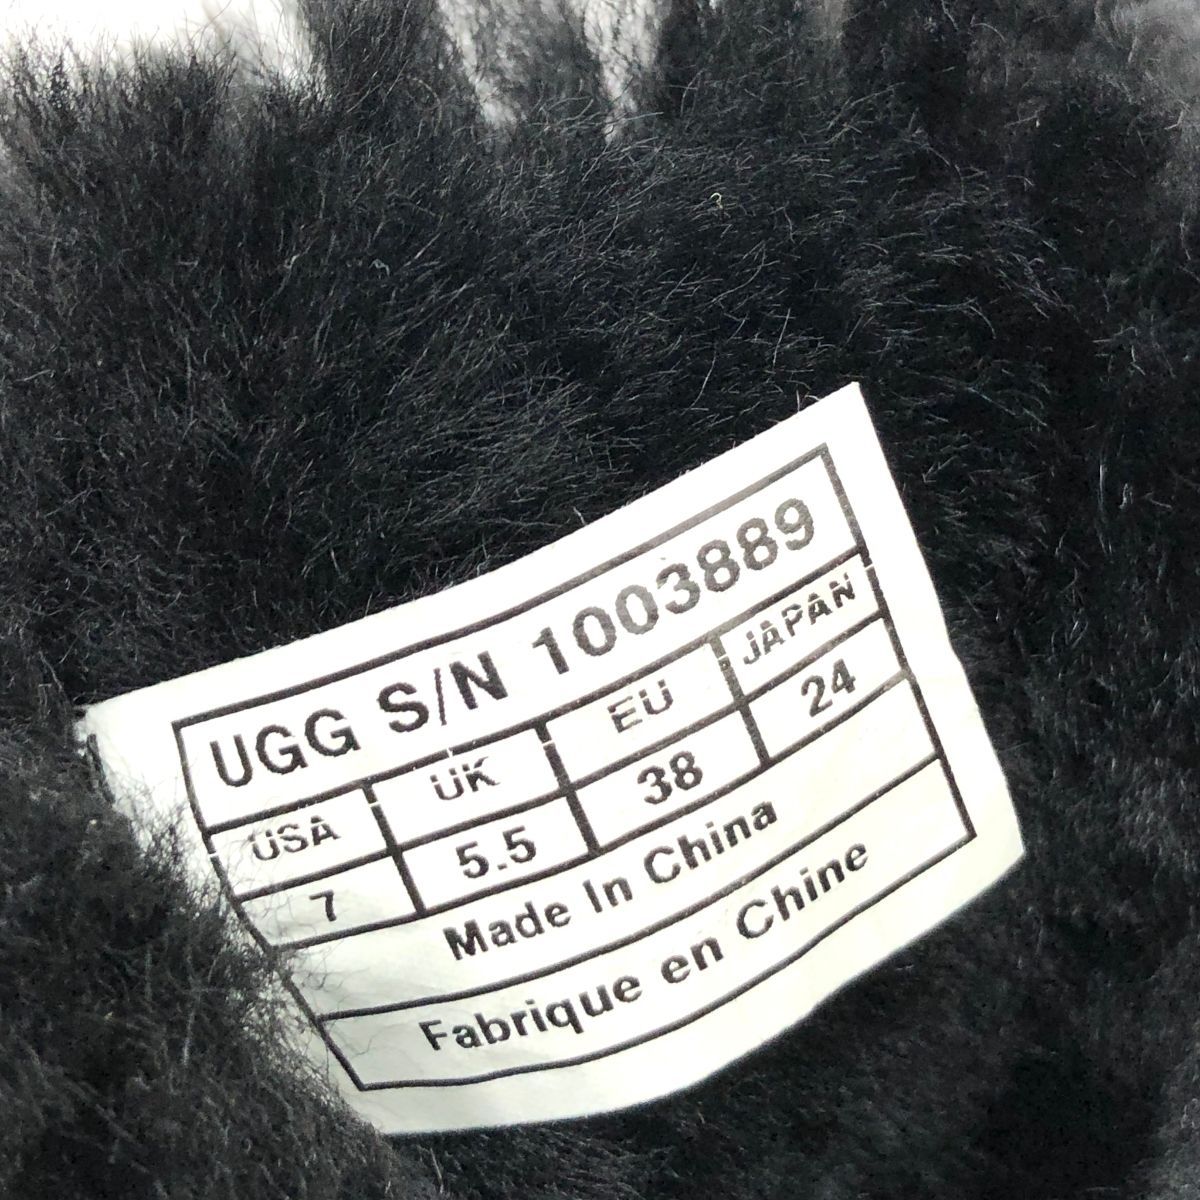 UGG S/N 1003889
USA UK EU JAPAN
7 5.5 38 24
Made In China
Fabrique en Chine